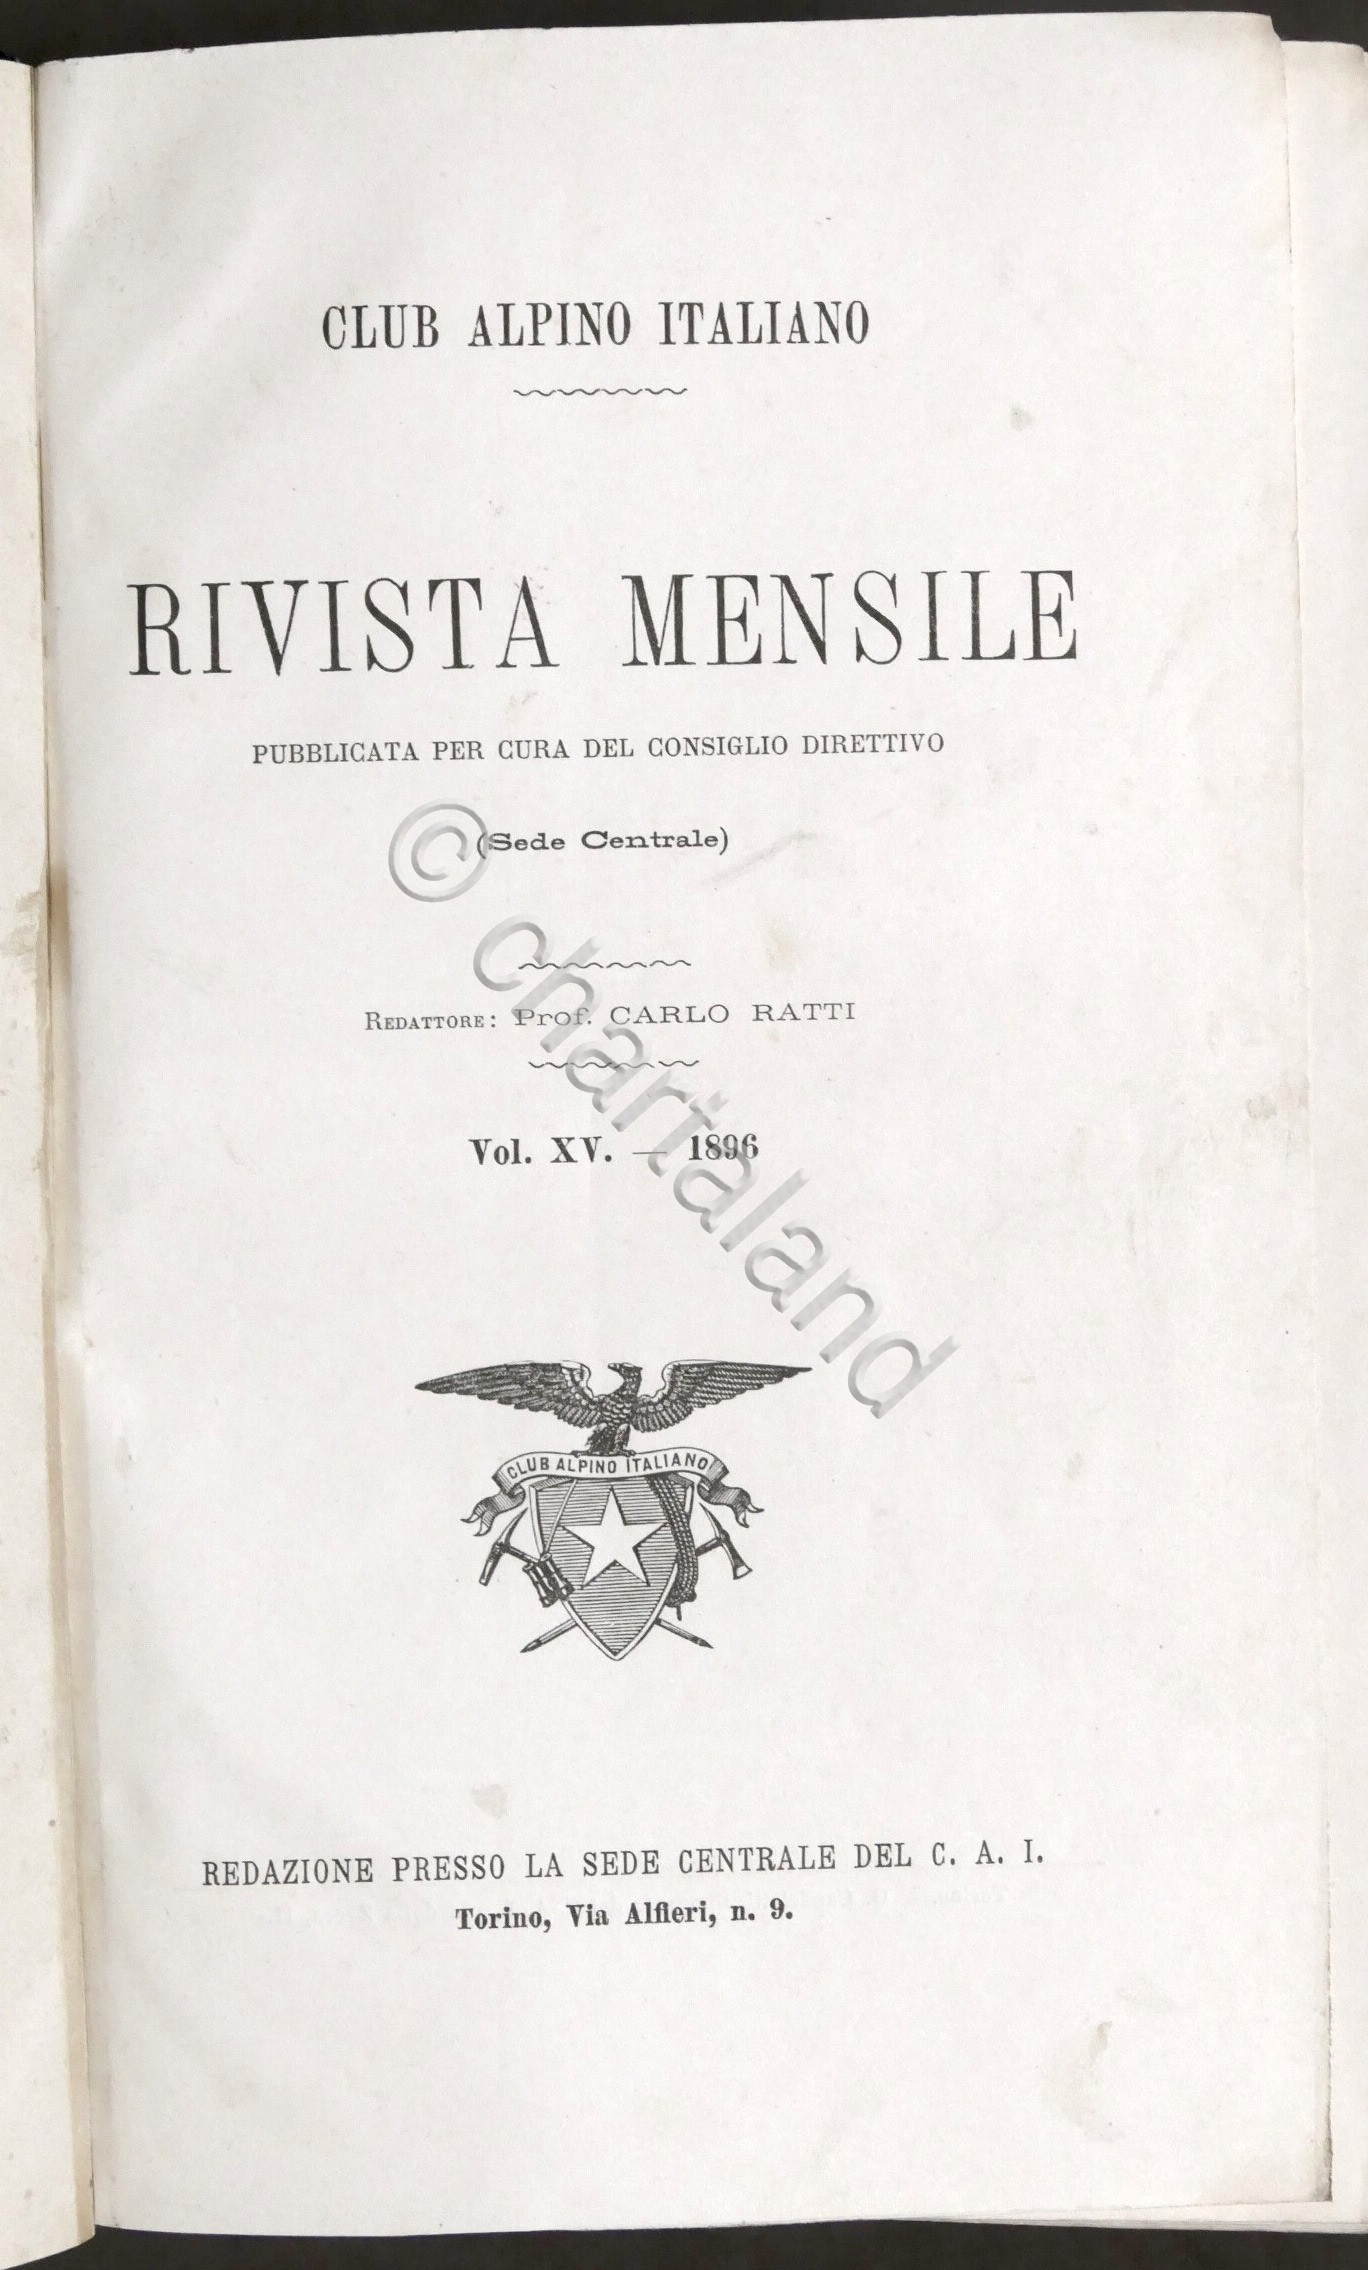 CLUB ALPINO ITALIANO
RIVISTA MENSILE
PUBBLICATA PER CURA DEL CONSIGLIO DIRETTIVO
(Sede Centrale)
REDATTORE: Prof. CARLO RATTI
Vol. XV. — 1896
© chartaland
CLUB ALPINO ITALIANO
REDAZIONE PRESSO LA SEDE CENTRALE DEL C. A. I.
Torino, Via Alfieri, n. 9.